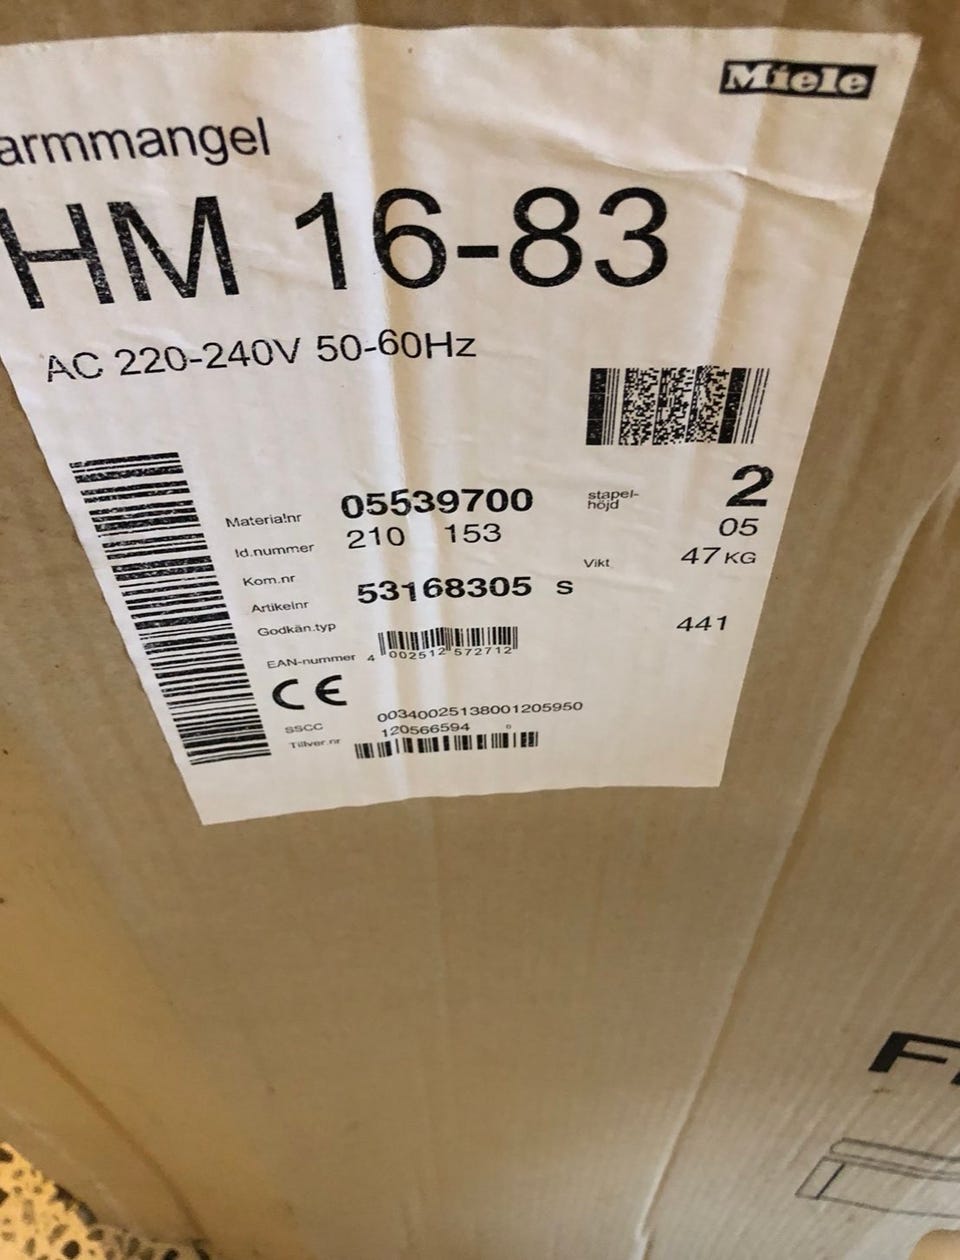 Miele
armmangel
HM 16-83
AC 220-240V 50-60Hz
Materialnr 05539700 stapel-höjd 2
Id.nummer 210 153 05
Kom.nr Vikt 47 KG
Artikelnr 53168305 s
Godkän.typ 441
EAN-nummer 4 002512 572712
CE
SSCC 00340025138001205950
Tillver.nr 120566594